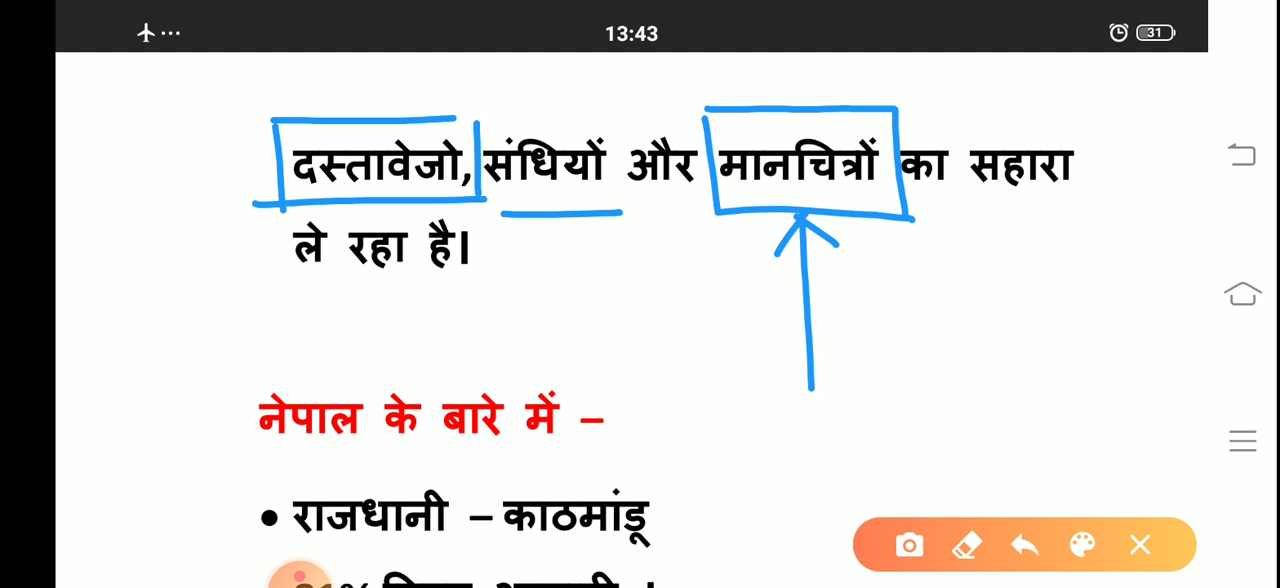 13:43
31
दस्तावेजो, संधियों और मानचित्रों का सहारा
ले रहा है।
नेपाल के बारे में –
• राजधानी – काठमांडू